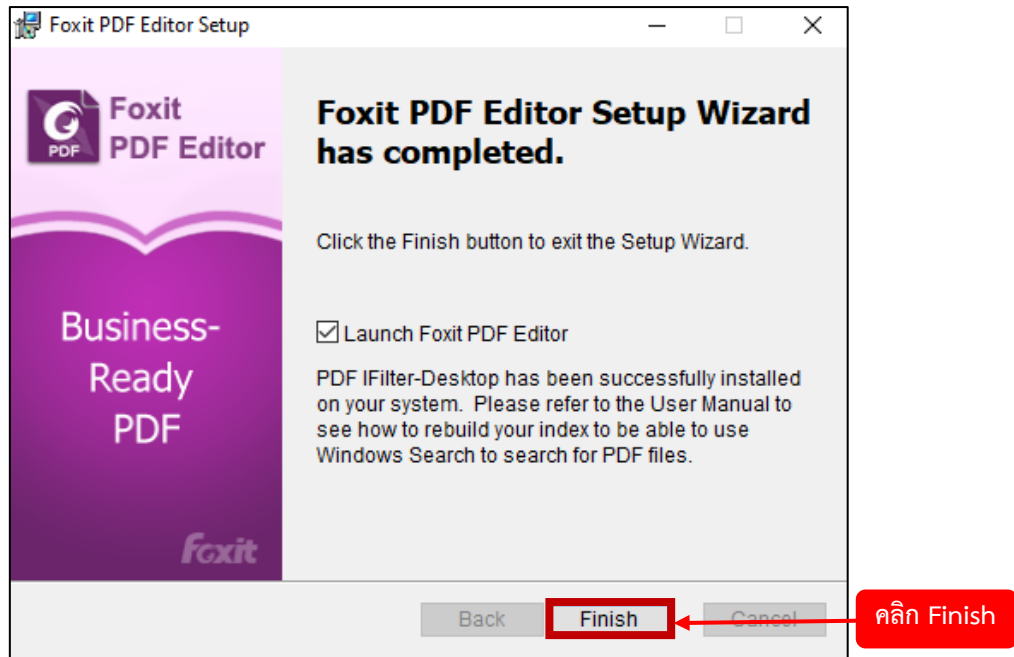 Foxit PDF Editor Setup
Foxit
PDF Editor
PDF
Foxit PDF Editor Setup Wizard
has completed.
Click the Finish button to exit the Setup Wizard.
Business-
Ready
PDF
Launch Foxit PDF Editor
PDF IFilter-Desktop has been successfully installed
on your system. Please refer to the User Manual to
see how to rebuild your index to be able to use
Windows Search to search for PDF files.
Foxit
Back
Finish
Cancel
คลิก Finish